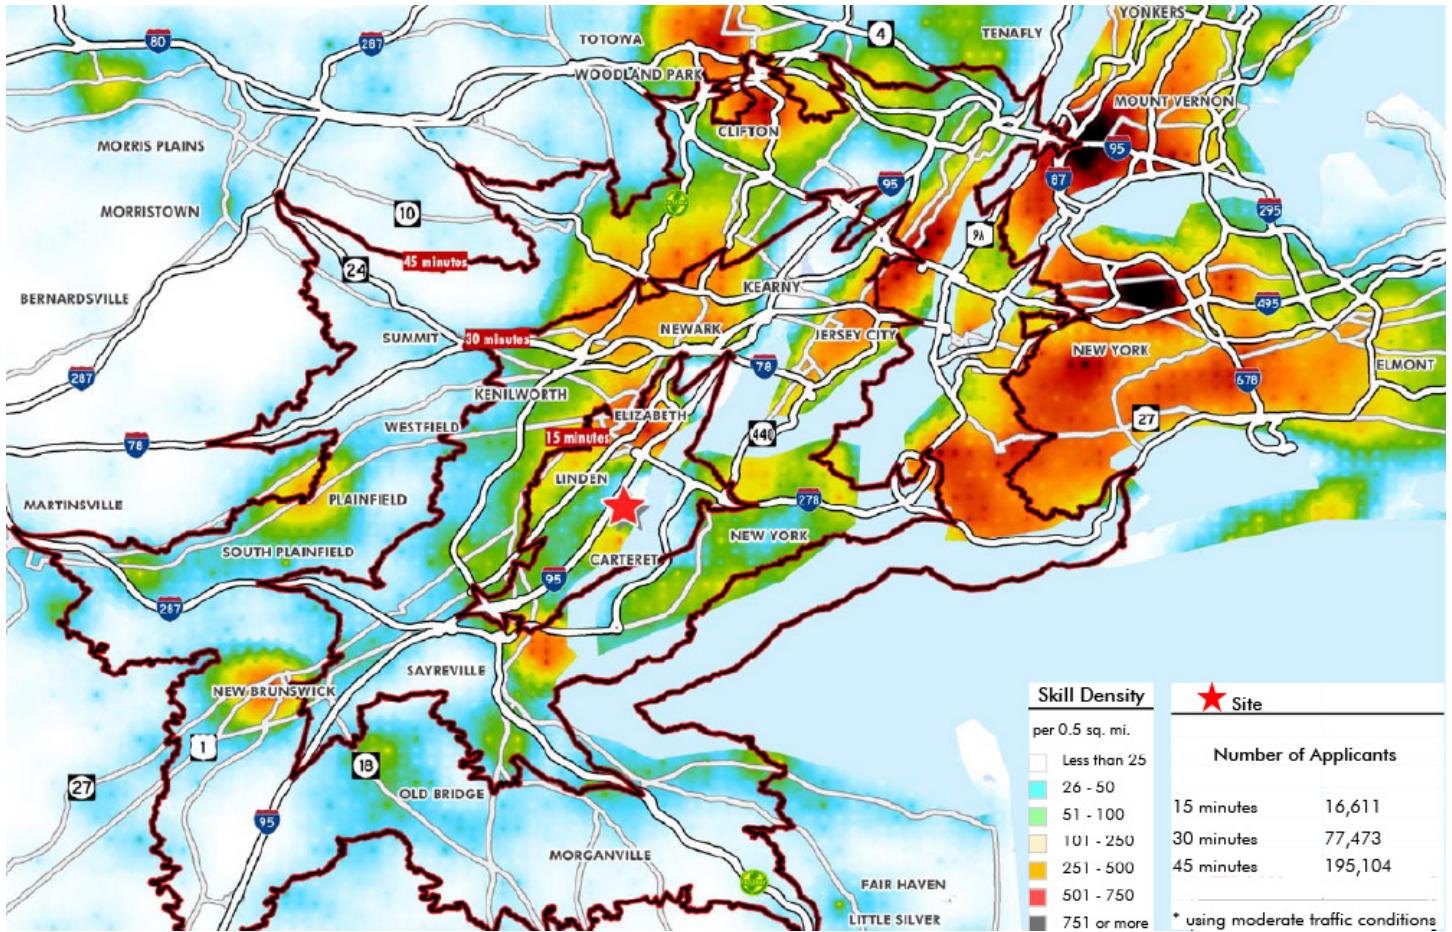 YONKERS
80
287
TOTOWA
4
TENAFLY
WOODLAND PARK
MOUNT VERNON
CLIFTON
MORRIS PLAINS
95
95
87
MORRISTOWN
10
295
9A
45 minutes
24
BERNARDSVILLE
KEARNY
495
SUMMIT
30 minutes
NEWARK
JERSEY CITY
NEW YORK
ELMONT
287
78
678
KENILWORTH
WESTFIELD
ELIZABETH
27
78
15 minutes
440
LINDEN
MARTINSVILLE
PLAINFIELD
278
NEW YORK
SOUTH PLAINFIELD
CARTERET
95
287
SAYREVILLE
NEW BRUNSWICK
1
18
27
OLD BRIDGE
95
MORGANVILLE
FAIR HAVEN
LITTLE SILVER
Skill Density
per 0.5 sq. mi.
Less than 25
26 - 50
51 - 100
101 - 250
251 - 500
501 - 750
751 or more
Site
Number of Applicants
15 minutes 16,611
30 minutes 77,473
45 minutes 195,104
* using moderate traffic conditions